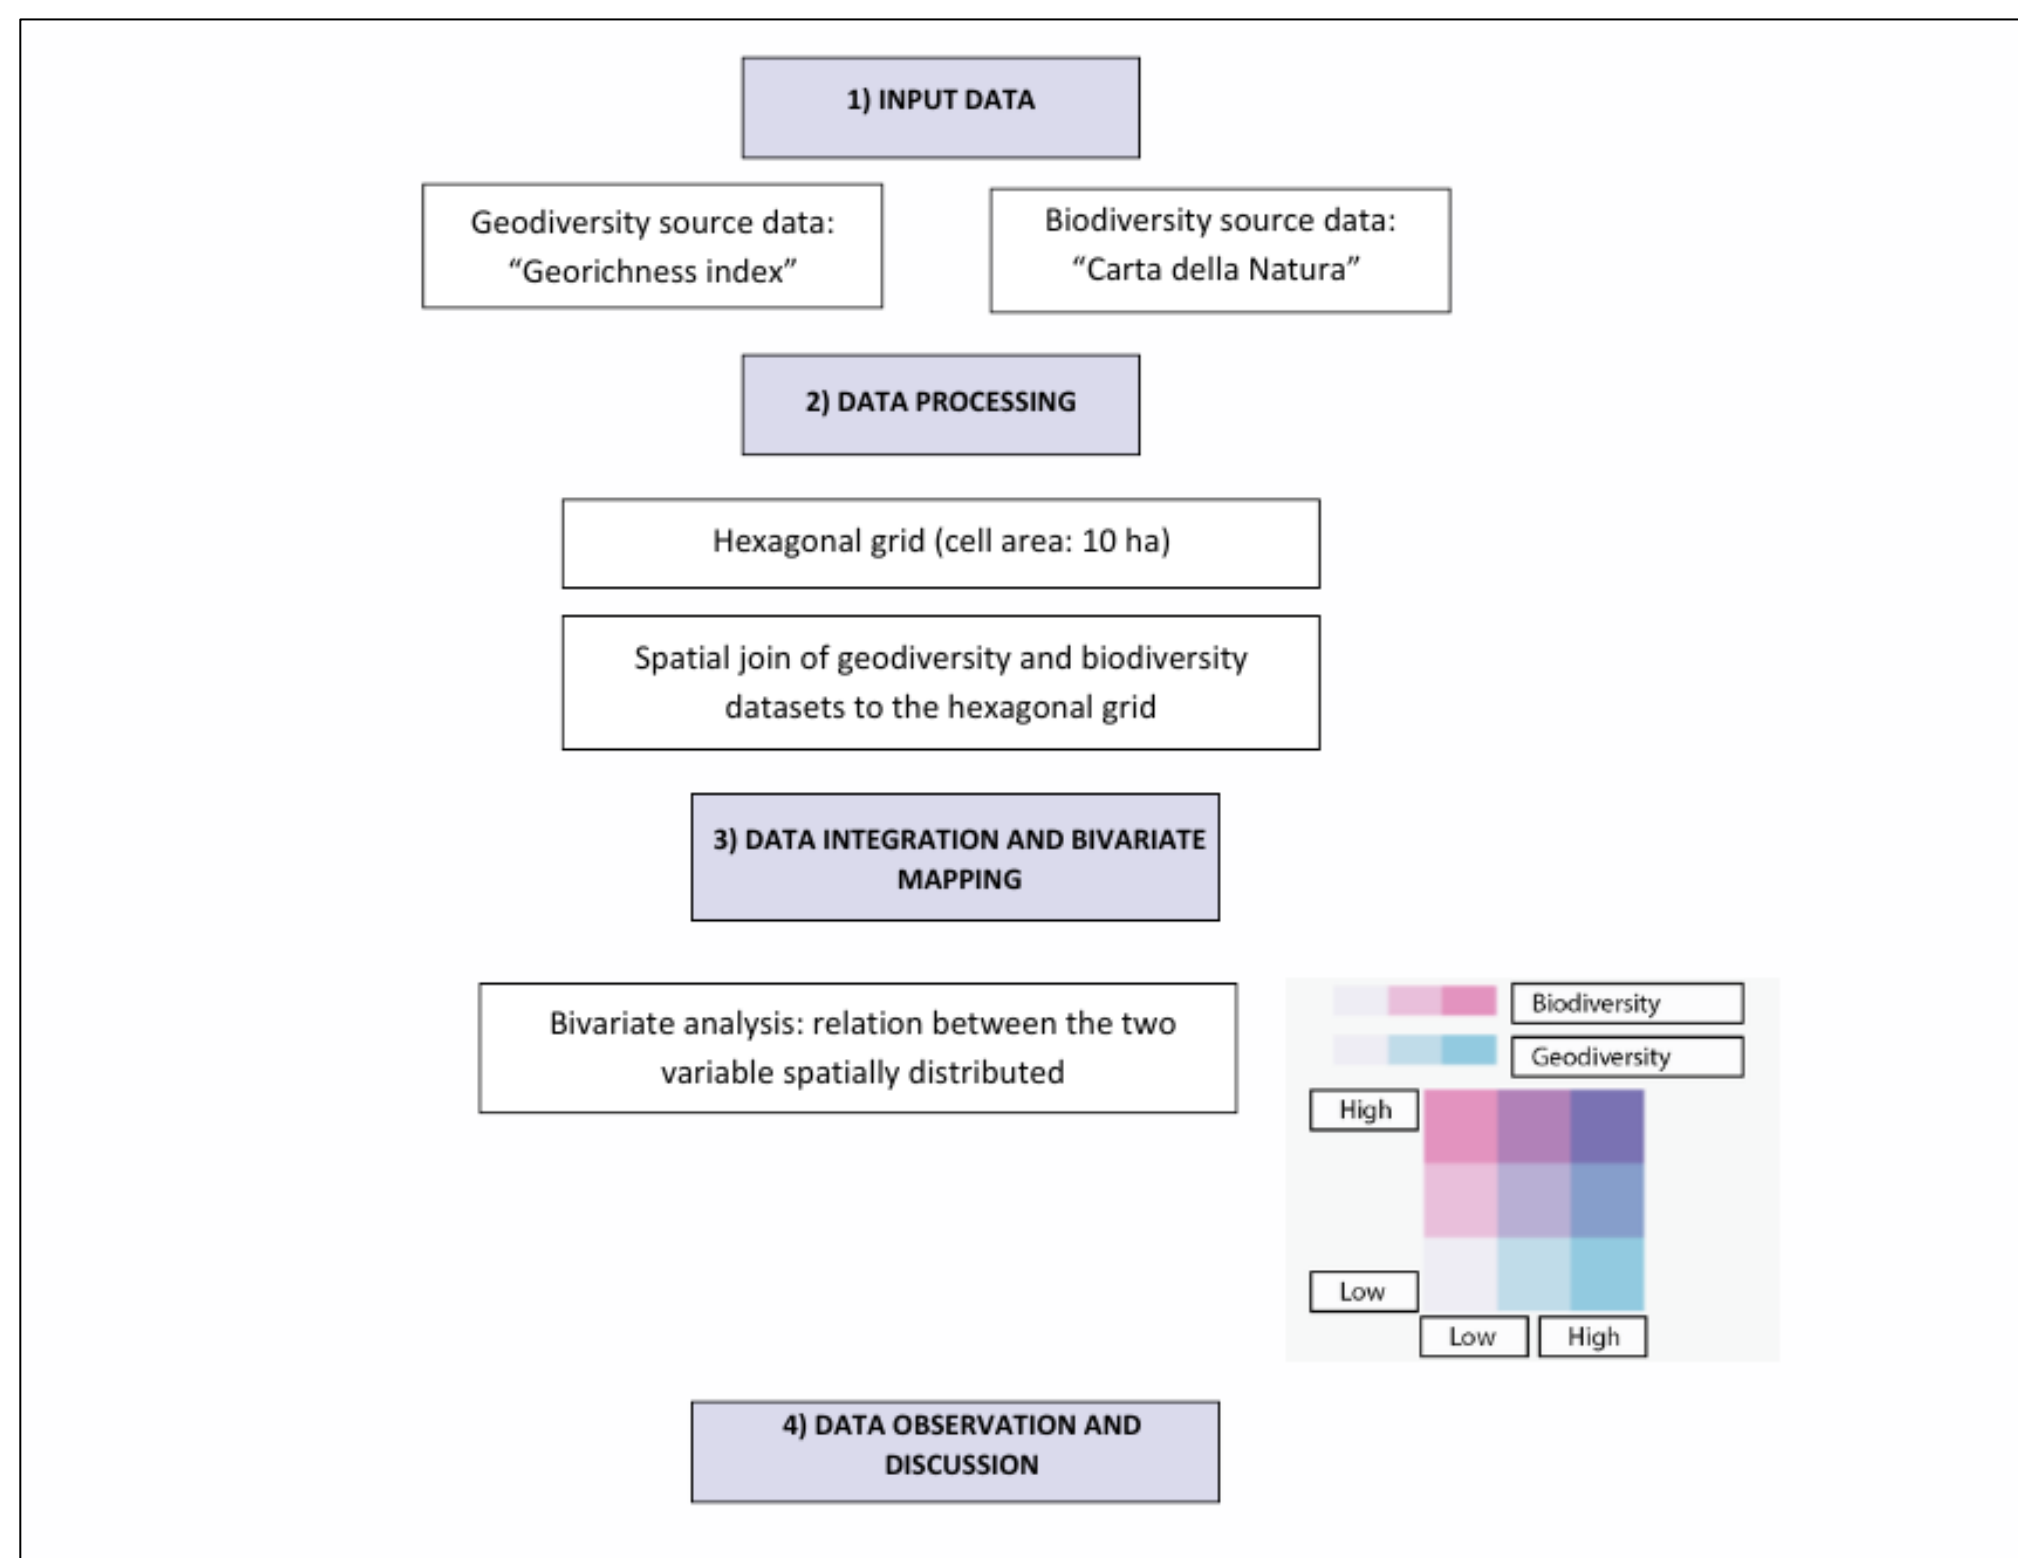 1) INPUT DATA
Geodiversity source data:
“Georichness index”
Biodiversity source data:
“Carta della Natura”
2) DATA PROCESSING
Hexagonal grid (cell area: 10 ha)
Spatial join of geodiversity and biodiversity
datasets to the hexagonal grid
3) DATA INTEGRATION AND BIVARIATE
MAPPING
Bivariate analysis: relation between the two
variable spatially distributed
Biodiversity
Geodiversity
High
Low
Low
High
4) DATA OBSERVATION AND
DISCUSSION